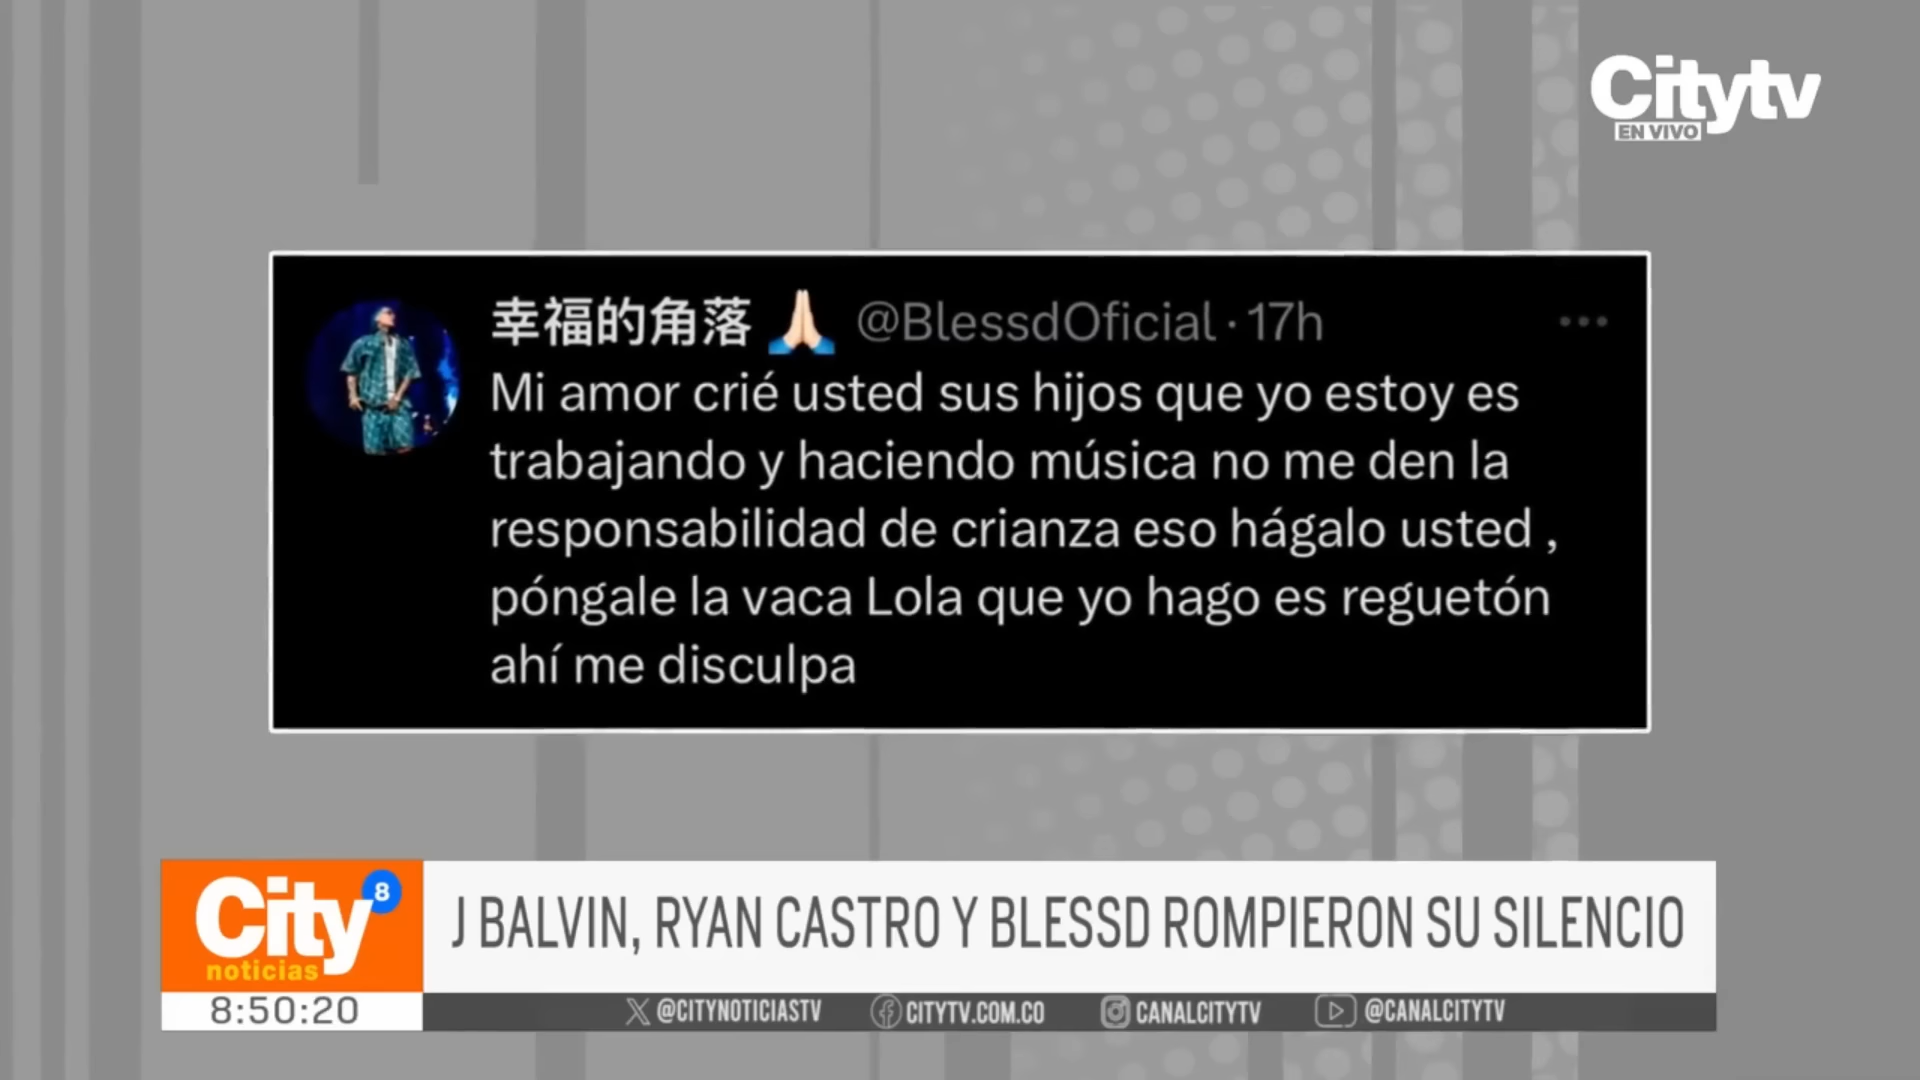 Citytv
EN VIVO
幸福的角落 🙏🏻 @BlessdOficial · 17h
Mi amor crié usted sus hijos que yo estoy es
trabajando y haciendo música no me den la
responsabilidad de crianza eso hágalo usted ,
póngale la vaca Lola que yo hago es reguetón
ahí me disculpa
City 8
noticias
J BALVIN, RYAN CASTRO Y BLESSD ROMPIERON SU SILENCIO
8:50:20
@CITYNOTICIASTV CITYTV.COM.CO CANALCITYTV @CANALCITYTV